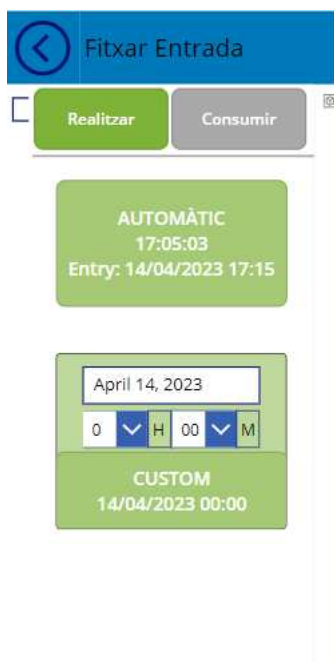 Fitxar Entrada
Realitzar Consumir
AUTOMÀTIC
17:05:03
Entry: 14/04/2023 17:15
April 14, 2023
0 H 00 M
CUSTOM
14/04/2023 00:00